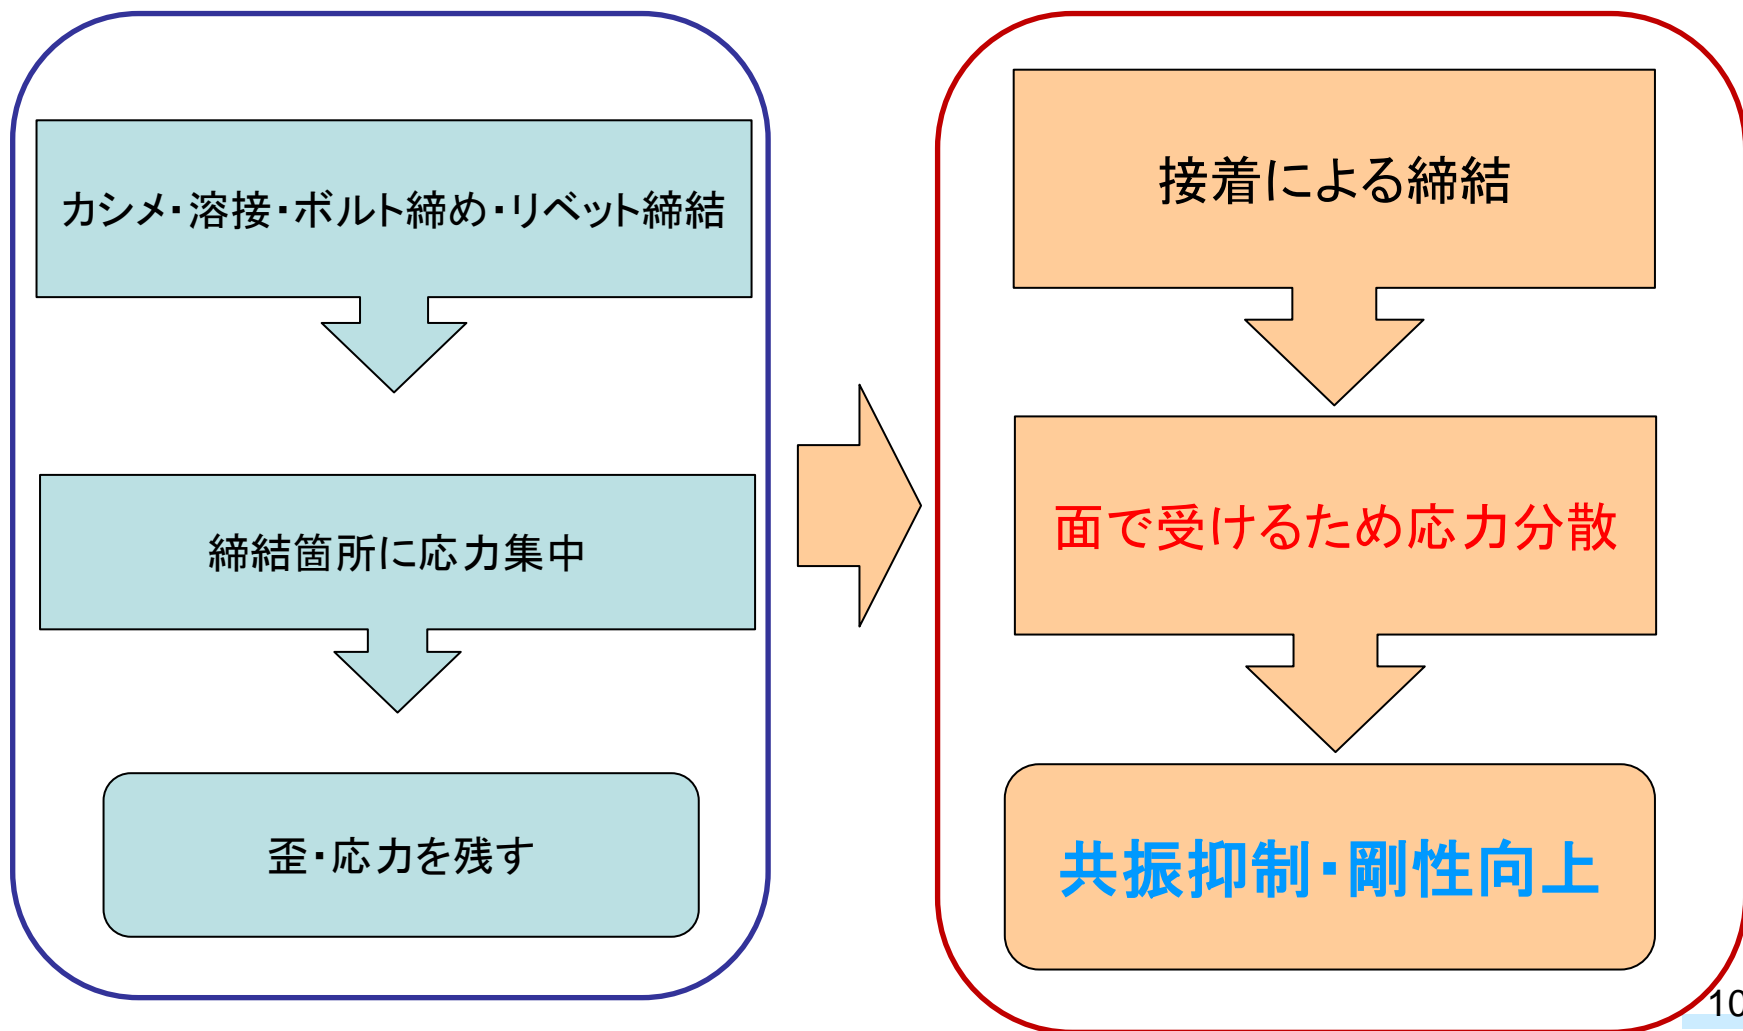 カシメ・溶接・ボルト締め・リベット締結
締結箇所に応力集中
歪・応力を残す
接着による締結
面で受けるため応力分散
共振抑制・剛性向上
10